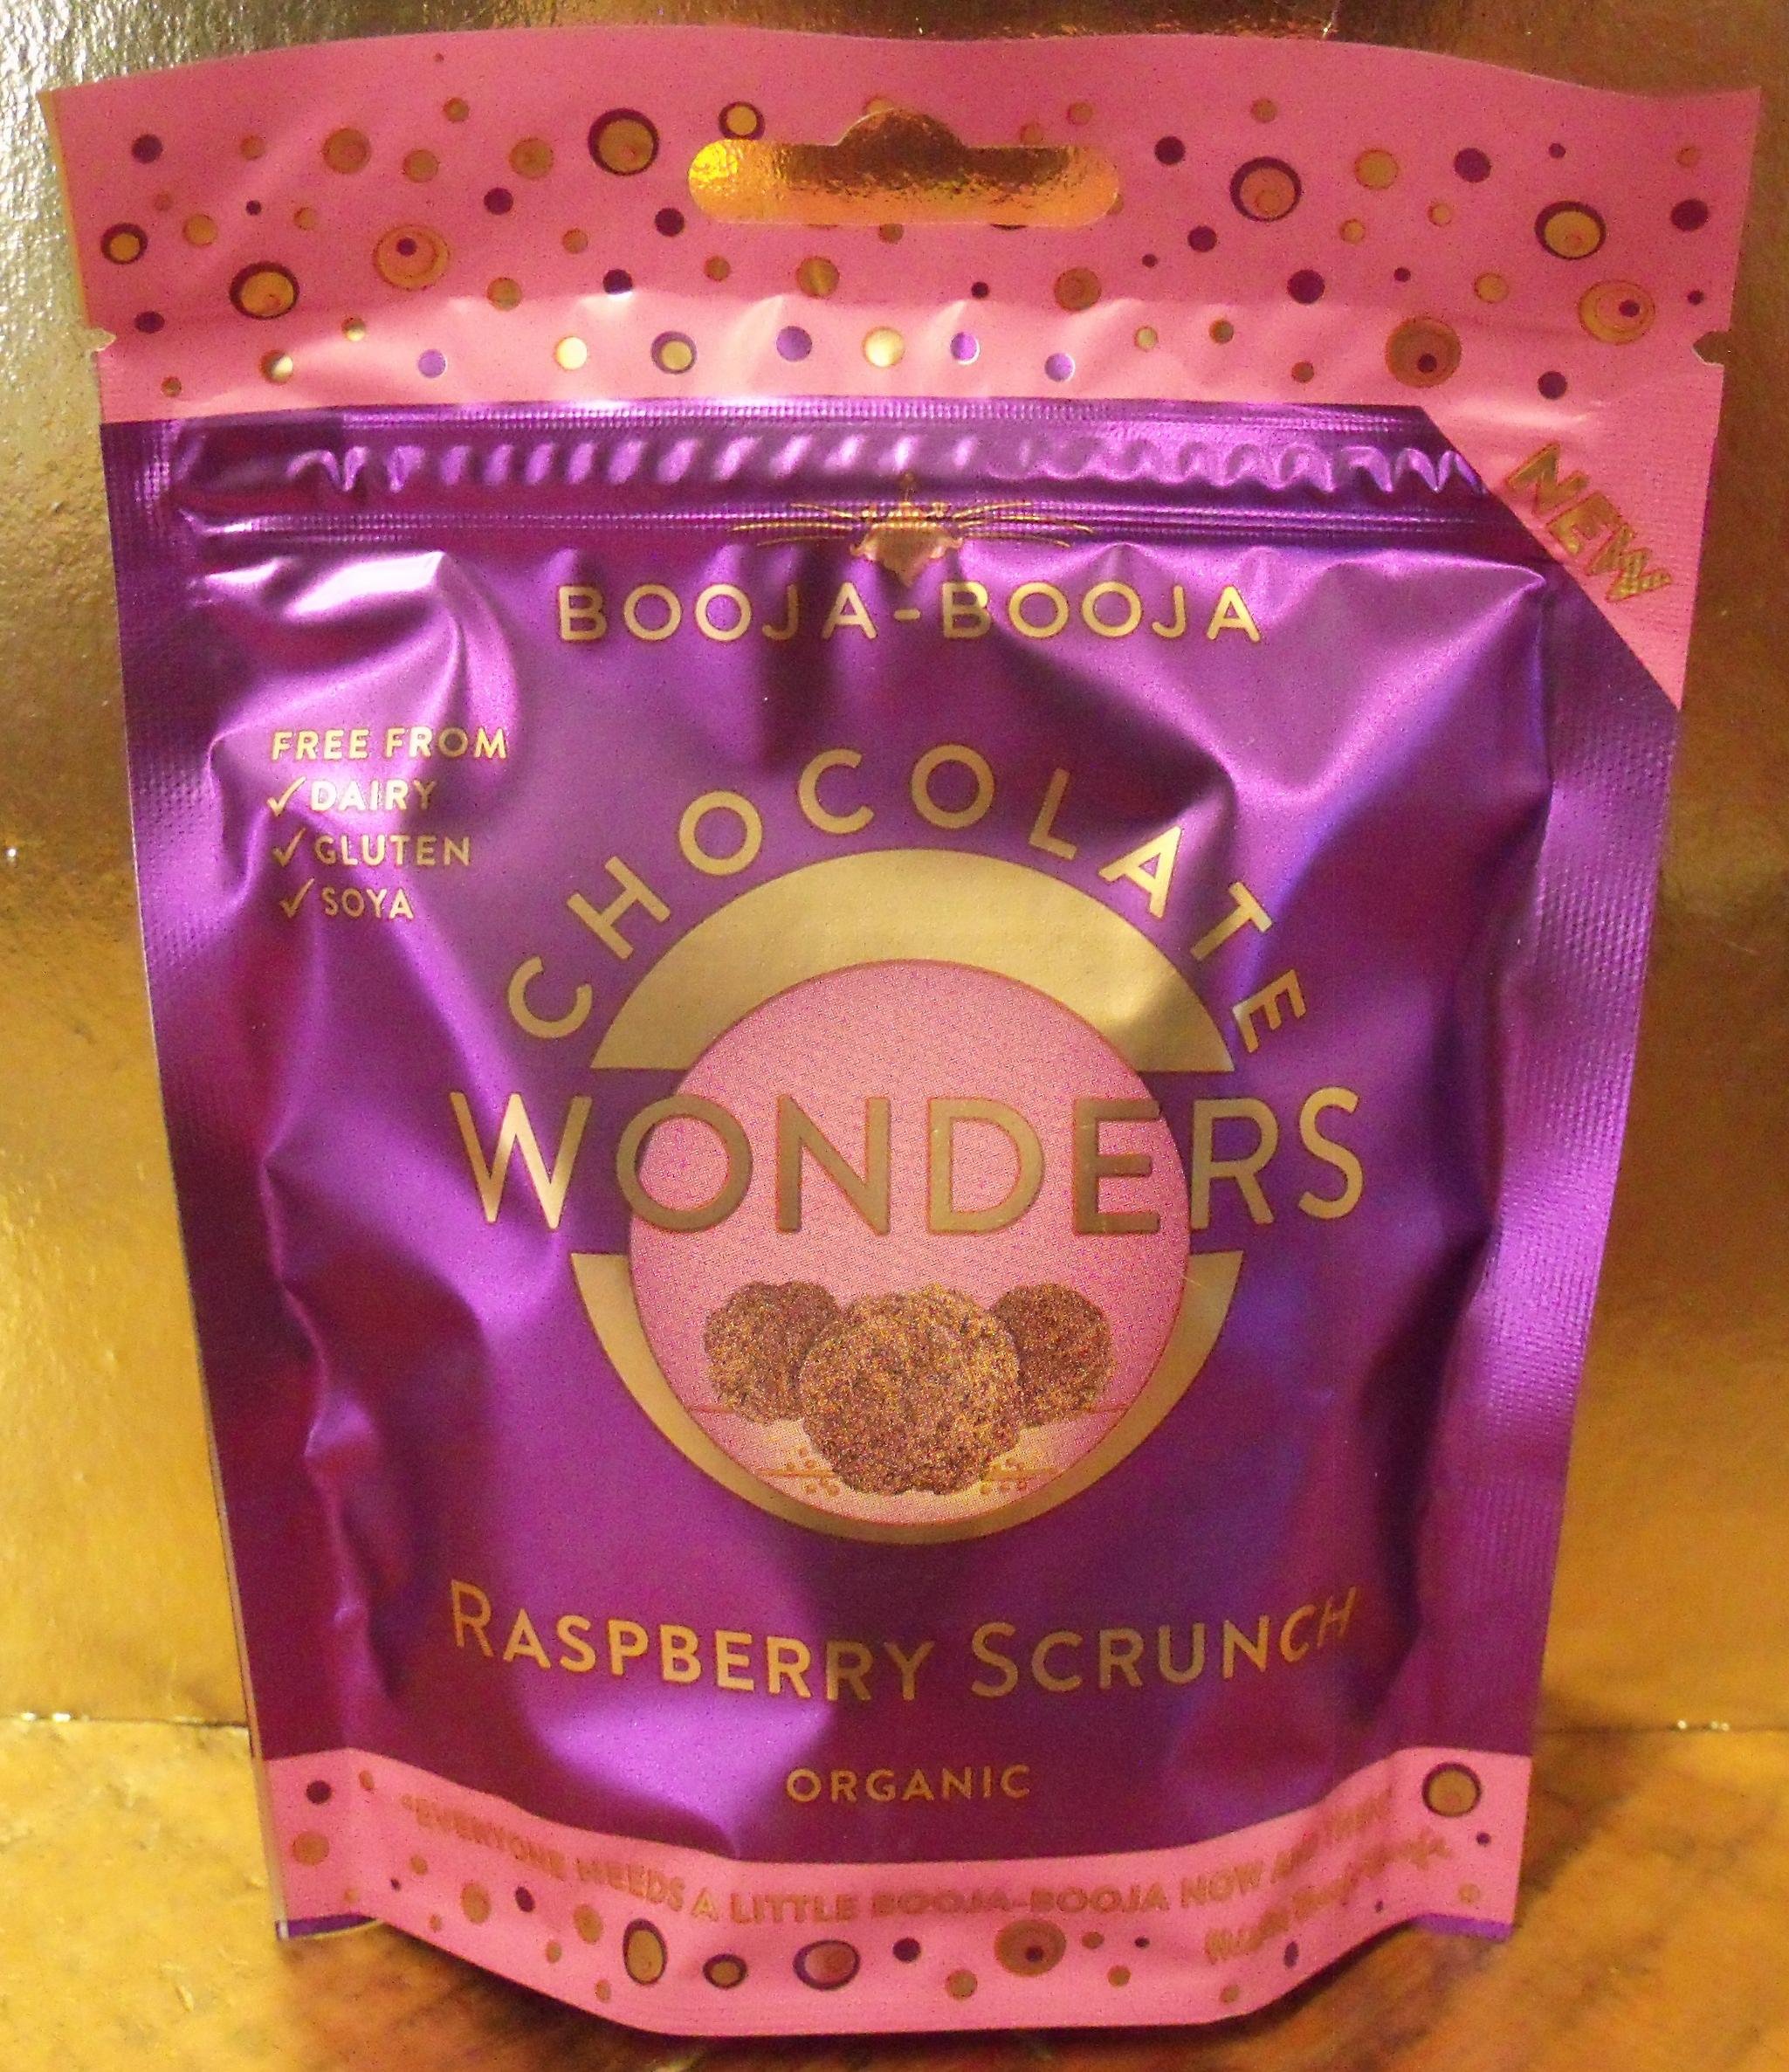 NEW
BOOJA-BOOJA
FREE FROM
✓ DAIRY
✓ GLUTEN
✓ SOYA
CHOCOLATE
WONDERS
RASPBERRY SCRUNCH
ORGANIC
"EVERYONE NEEDS A LITTLE BOOJA-BOOJA NOW AND THEN"